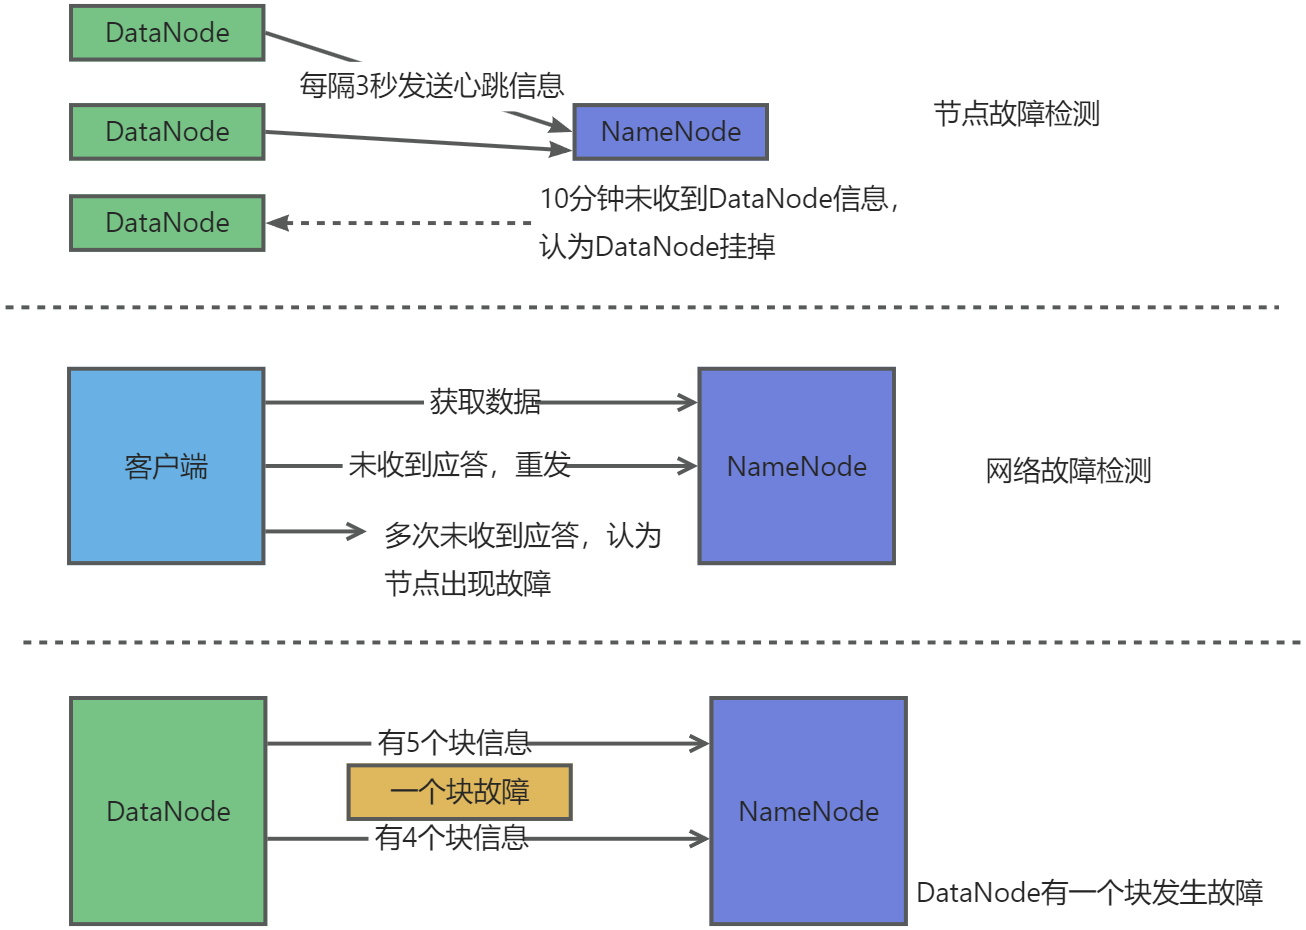 DataNode
每隔3秒发送心跳信息
DataNode
NameNode
节点故障检测
DataNode
10分钟未收到DataNode信息，
认为DataNode挂掉
客户端
获取数据
未收到应答，重发
NameNode
网络故障检测
多次未收到应答，认为
节点出现故障
DataNode
有5个块信息
一个块故障
有4个块信息
NameNode
DataNode有一个块发生故障